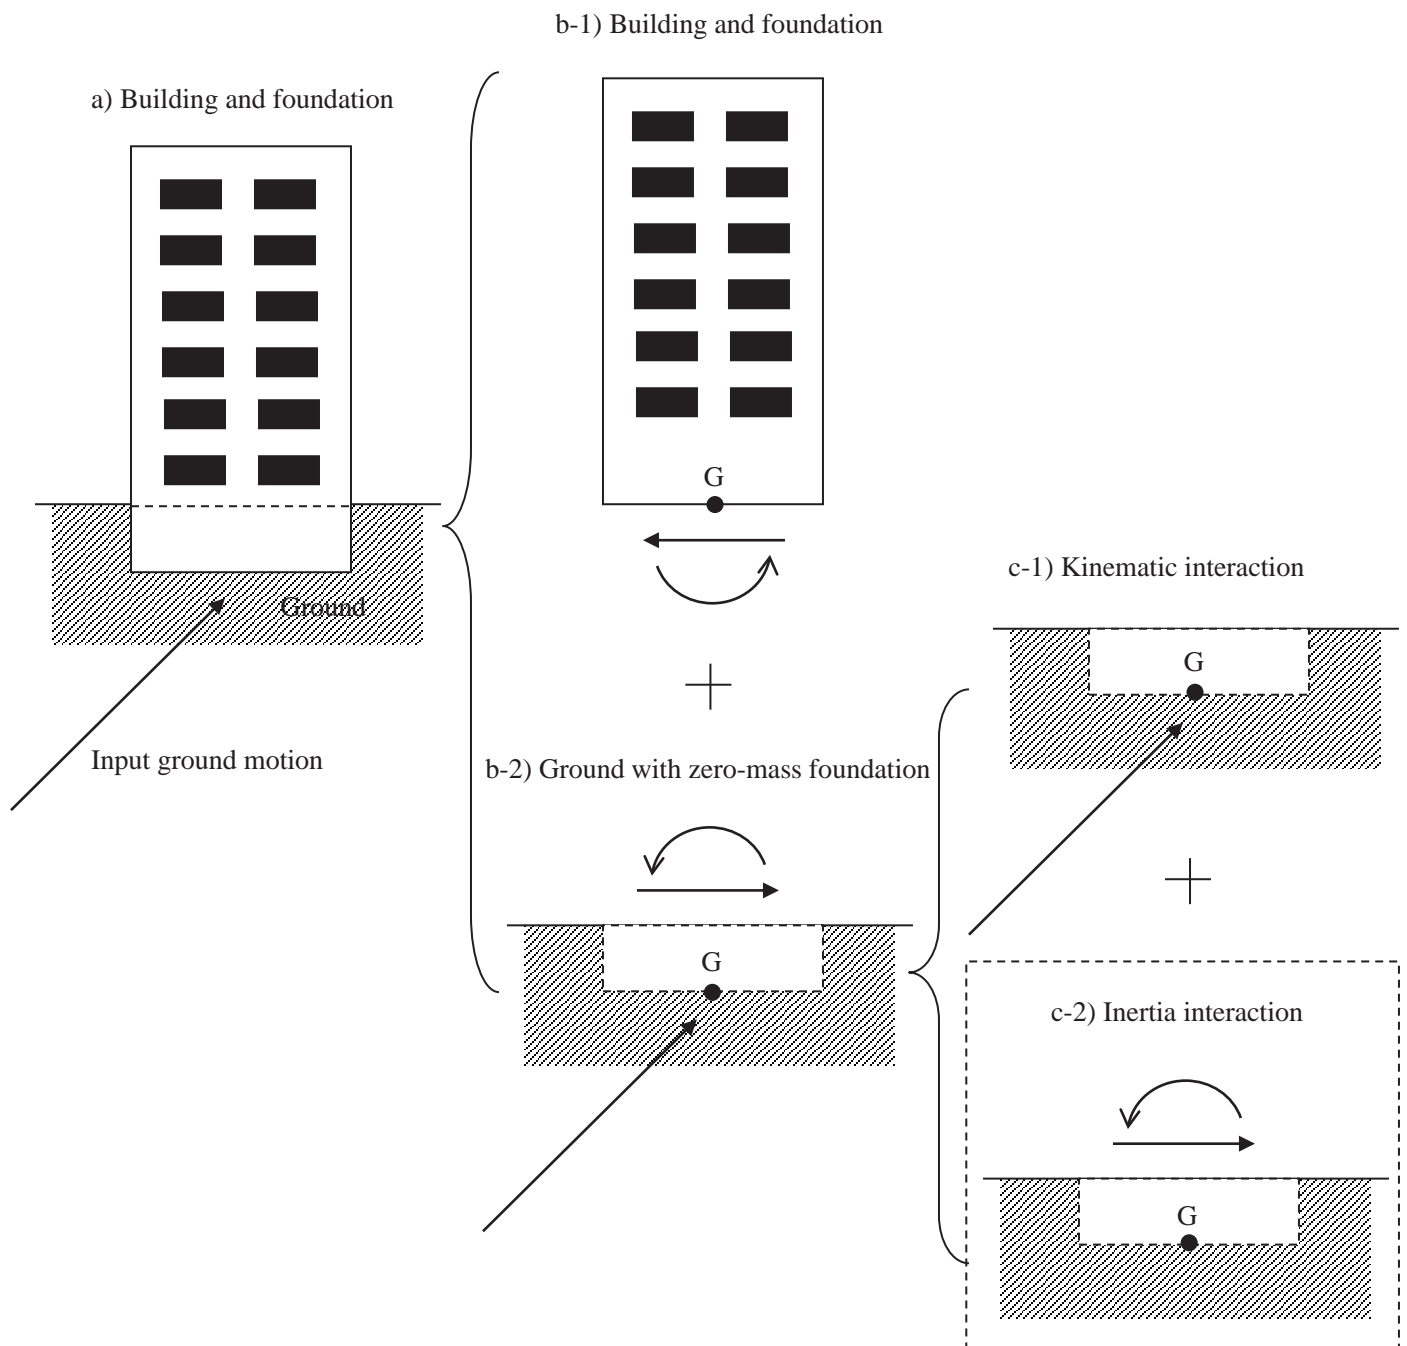 b-1) Building and foundation
a) Building and foundation
G
Ground
Input ground motion
b-2) Ground with zero-mass foundation
G
c-1) Kinematic interaction
G
c-2) Inertia interaction
G